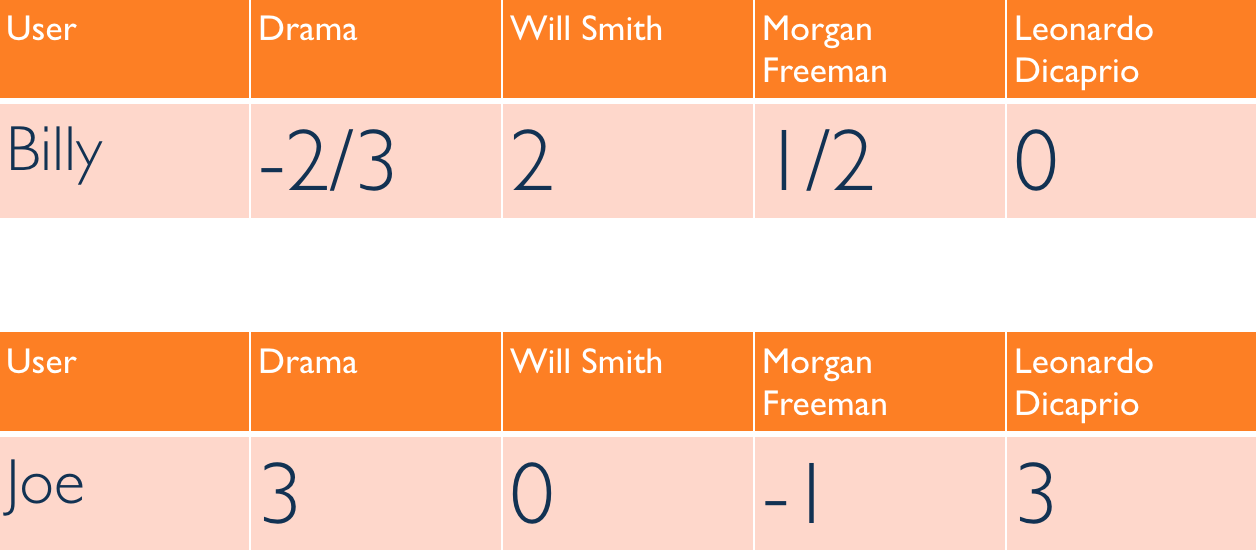 User Drama Will Smith Morgan Freeman Leonardo Dicaprio
Billy -2/3 2 1/2 0
User Drama Will Smith Morgan Freeman Leonardo Dicaprio
Joe 3 0 -1 3